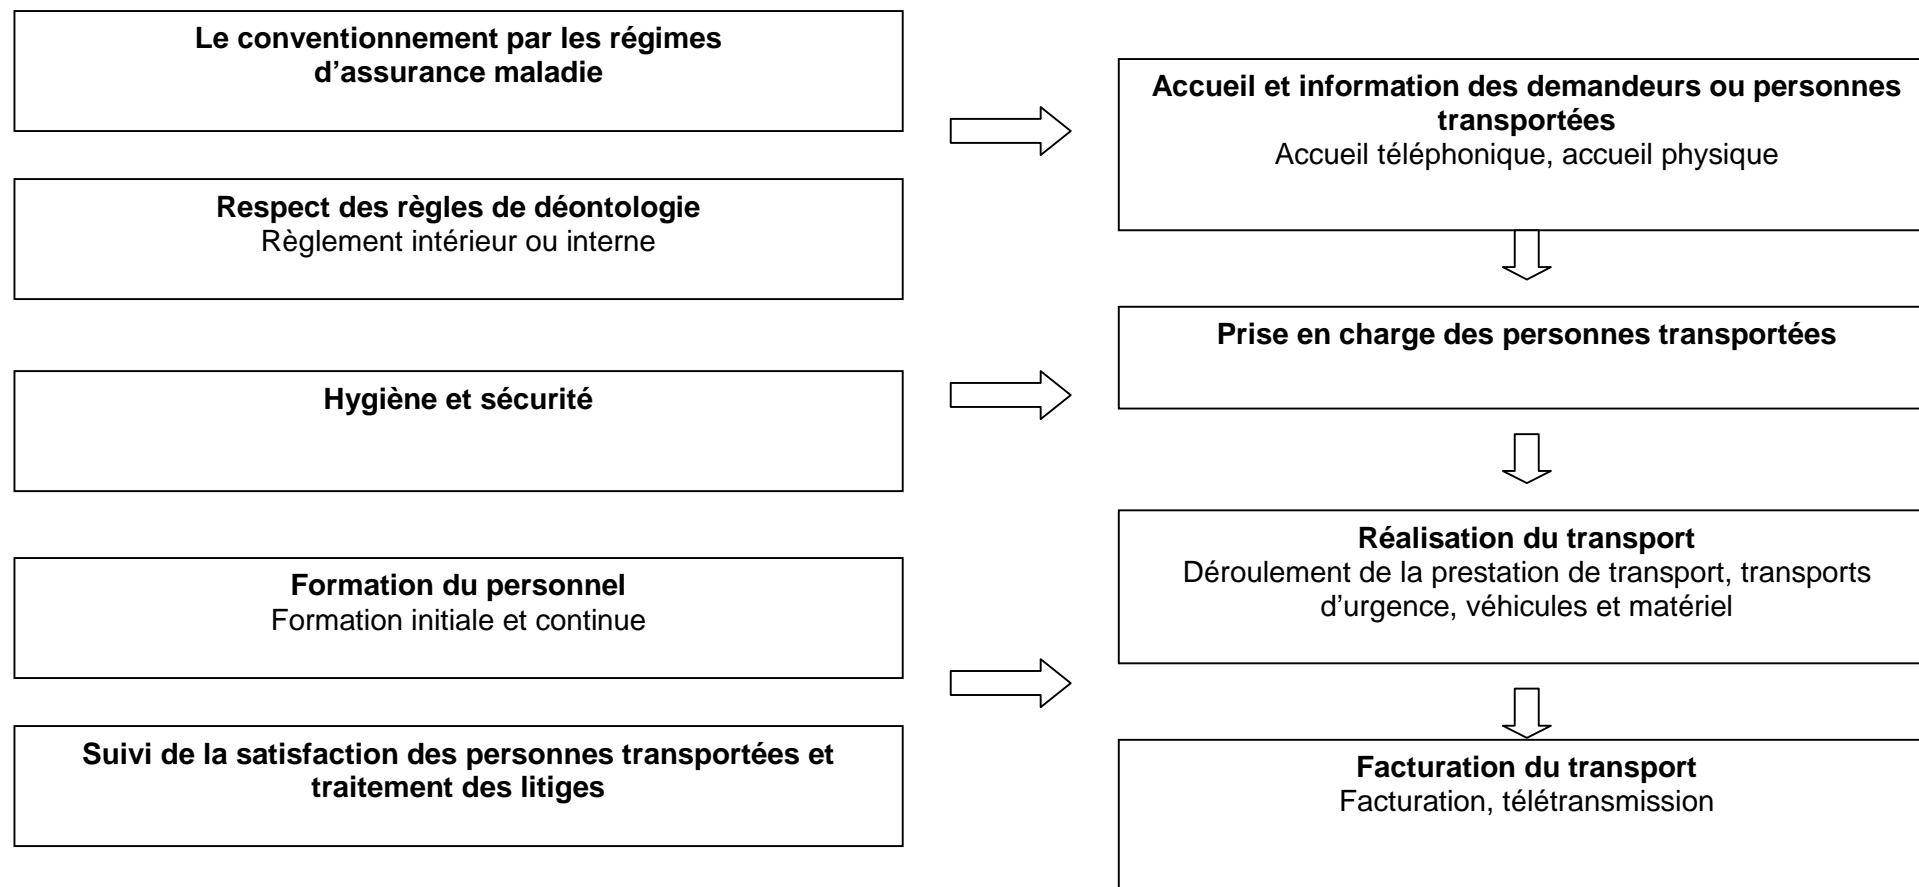 Le conventionnement par les régimes
d'assurance maladie
Respect des règles de déontologie
Règlement intérieur ou interne
Hygiène et sécurité
Formation du personnel
Formation initiale et continue
Suivi de la satisfaction des personnes transportées et
traitement des litiges
Accueil et information des demandeurs ou personnes
transportées
Accueil téléphonique, accueil physique
Prise en charge des personnes transportées
Réalisation du transport
Déroulement de la prestation de transport, transports
d'urgence, véhicules et matériel
Facturation du transport
Facturation, télétransmission